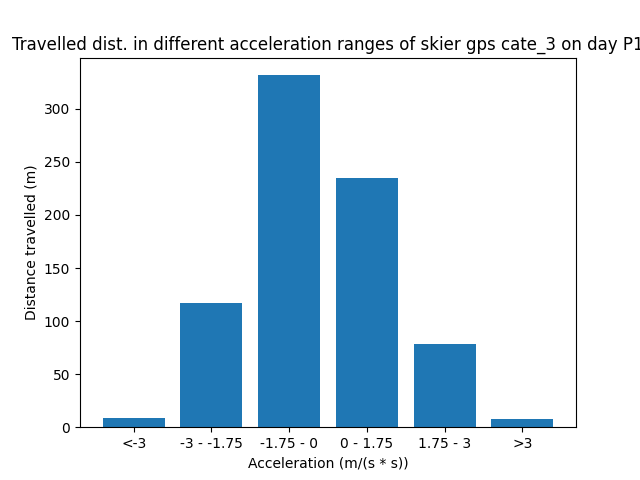 Travelled dist. in different acceleration ranges of skier gps cate_3 on day P1
300
250
200
150
100
50
0
Distance travelled (m)
<-3
-3 - -1.75
-1.75 - 0
0 - 1.75
1.75 - 3
>3
Acceleration (m/(s * s))